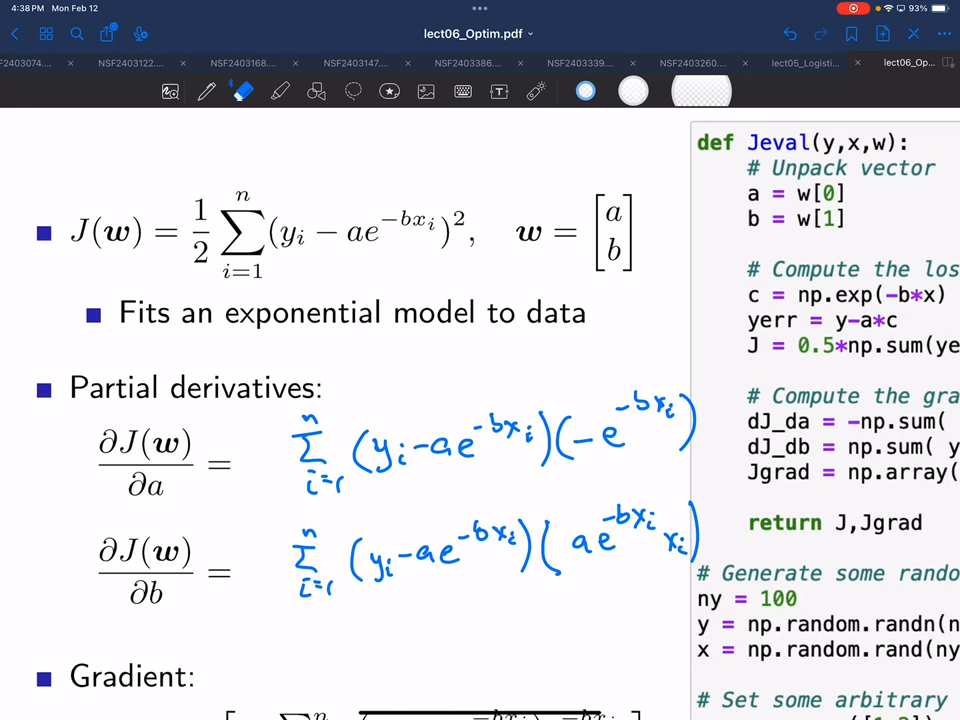 4:38 PM Mon Feb 12
93%
lect06_Optim.pdf
F2403074.... × NSF2403122.... × NSF2403168.... × NSF2403147.... × NSF2403386.... × NSF2403339.... × NSF2403260.... × lect05_Logisti... × lect06_Op...
J(w) = 1/2 ∑_{i=1}^{n} (y_i − ae^{−bx_i})^2, w = [a b]
Fits an exponential model to data
Partial derivatives:
∂J(w)/∂a = ∑_{i=1}^{n} (y_i − ae^{−bx_i})(−e^{−bx_i})
∂J(w)/∂b = ∑_{i=1}^{n} (y_i − ae^{−bx_i})(ae^{−bx_i} x_i)
Gradient:
def Jeval(y,x,w):
# Unpack vector
a = w[0]
b = w[1]
# Compute the los
c = np.exp(-b*x)
yerr = y-a*c
J = 0.5*np.sum(ye
# Compute the gra
dJ_da = -np.sum(
dJ_db = np.sum( y
Jgrad = np.array(
return J,Jgrad
# Generate some rando
ny = 100
y = np.random.randn(n
x = np.random.rand(ny
# Set some arbitrary